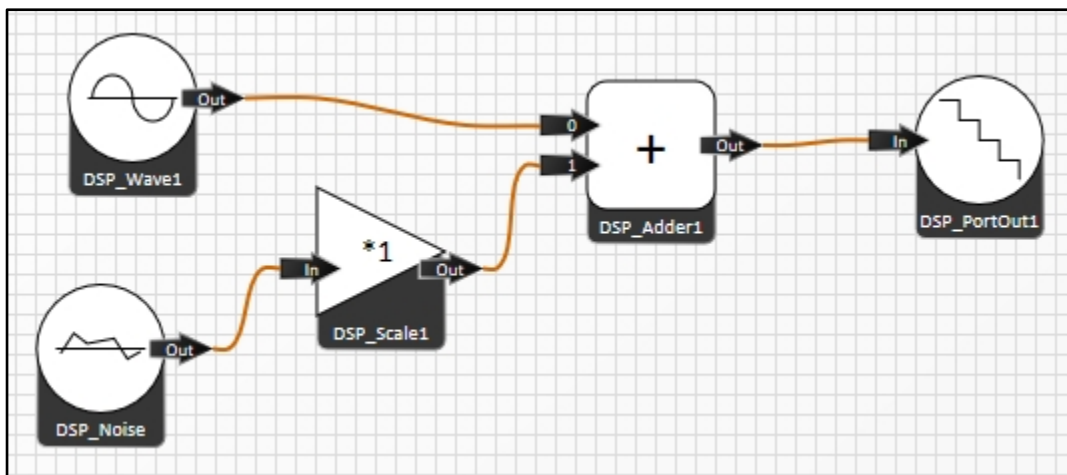 Out
DSP_Wave1
0
1
+
Out
DSP_Adder1
In
DSP_PortOut1
*1
In
Out
DSP_Scale1
Out
DSP_Noise